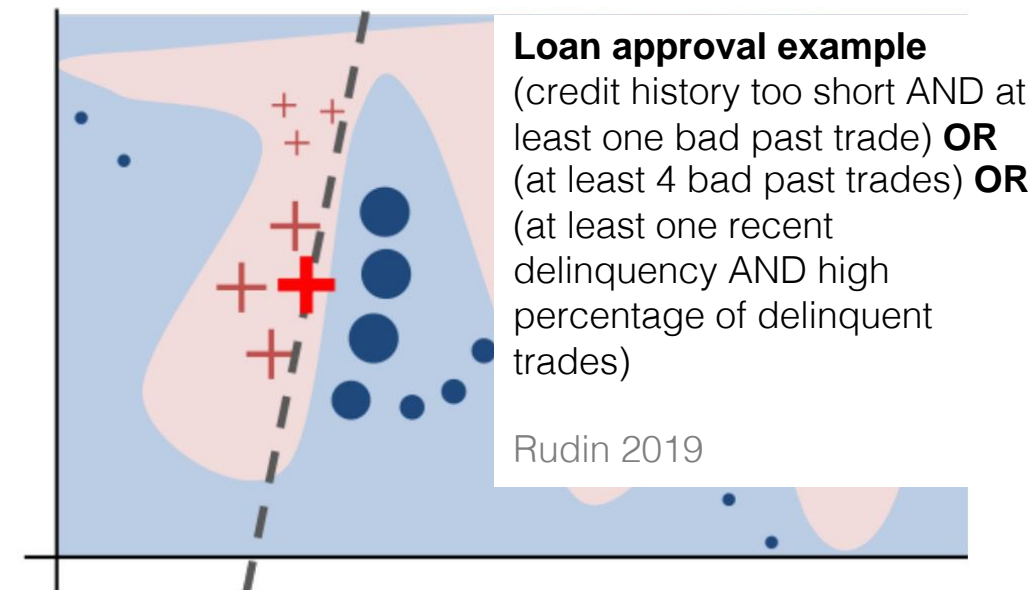 Loan approval example
(credit history too short AND at
least one bad past trade) OR
(at least 4 bad past trades) OR
(at least one recent
delinquency AND high
percentage of delinquent
trades)
Rudin 2019